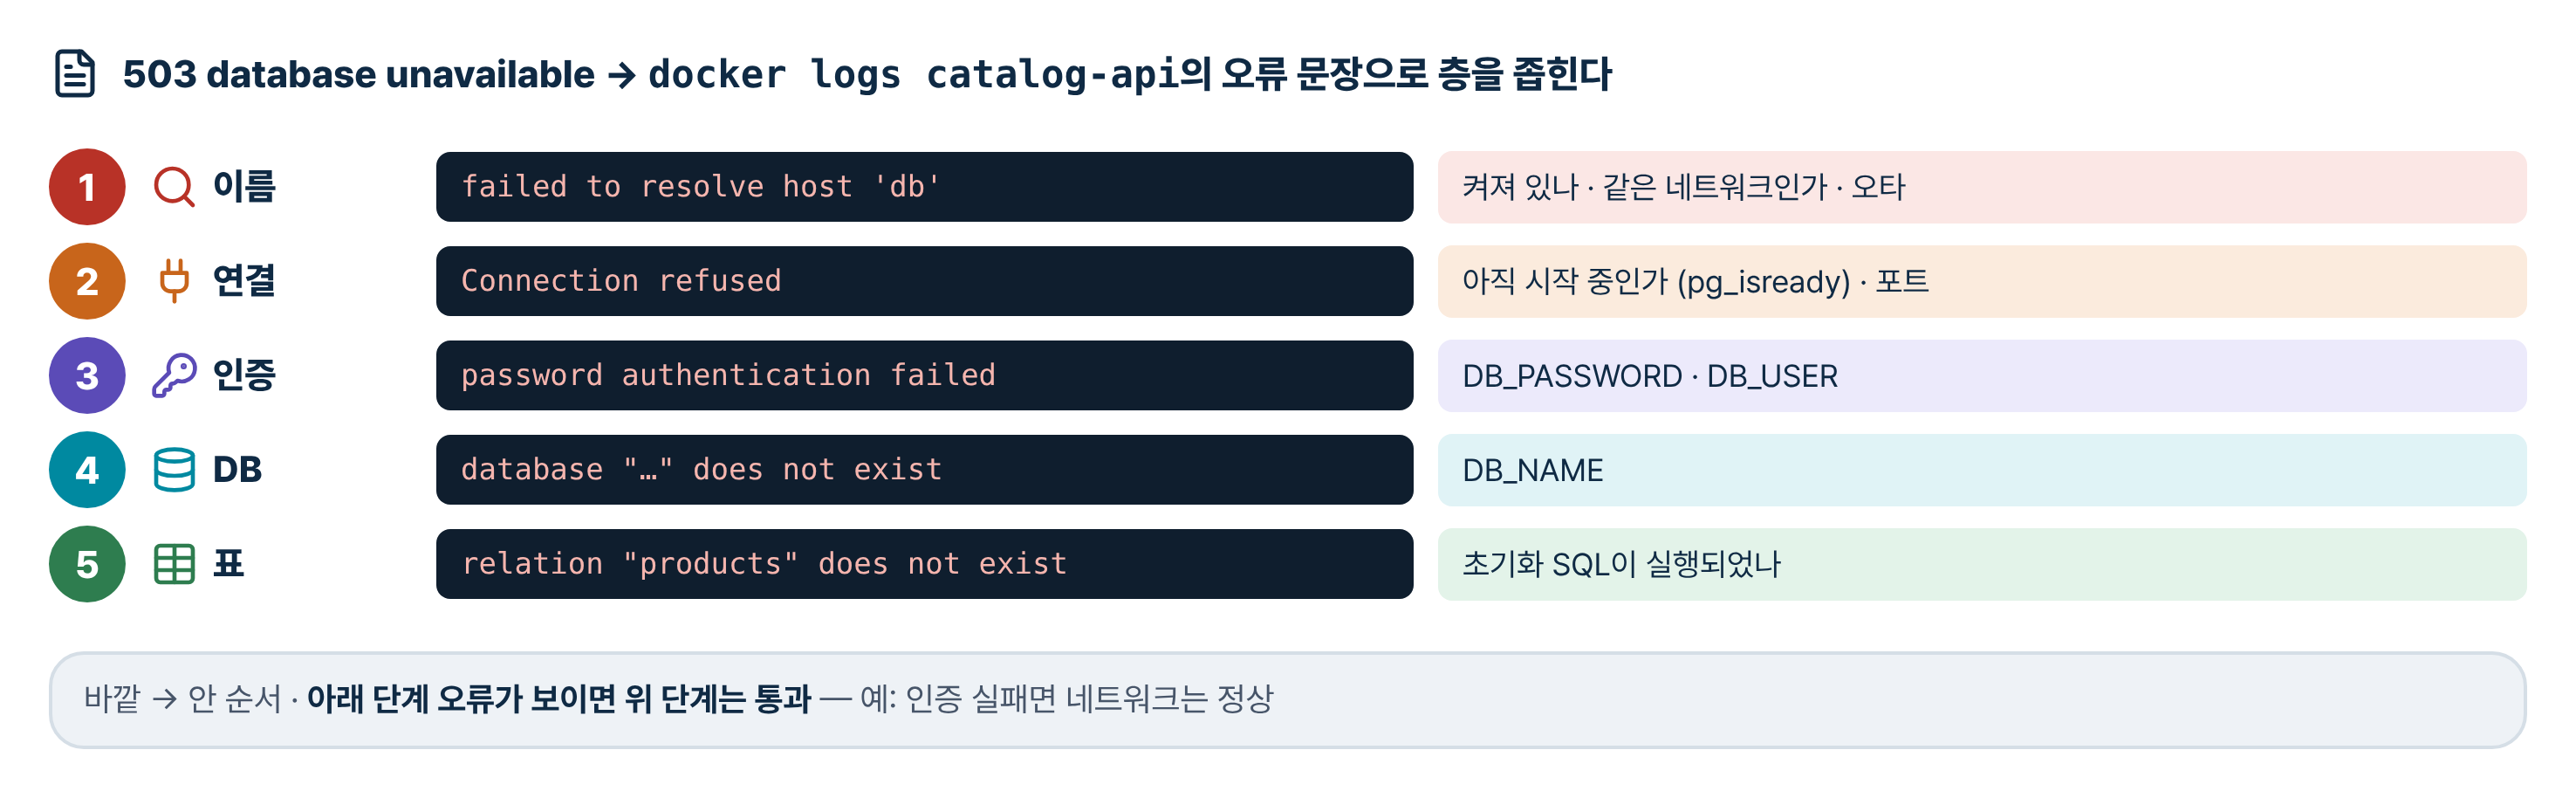 503 database unavailable → docker logs catalog-api의 오류 문장으로 층을 좁힌다
1 이름 failed to resolve host 'db' 켜져 있나 · 같은 네트워크인가 · 오타
2 연결 Connection refused 아직 시작 중인가 (pg_isready) · 포트
3 인증 password authentication failed DB_PASSWORD · DB_USER
4 DB database "…" does not exist DB_NAME
5 표 relation "products" does not exist 초기화 SQL이 실행되었나
바깥 → 안 순서 · 아래 단계 오류가 보이면 위 단계는 통과 — 예: 인증 실패면 네트워크는 정상